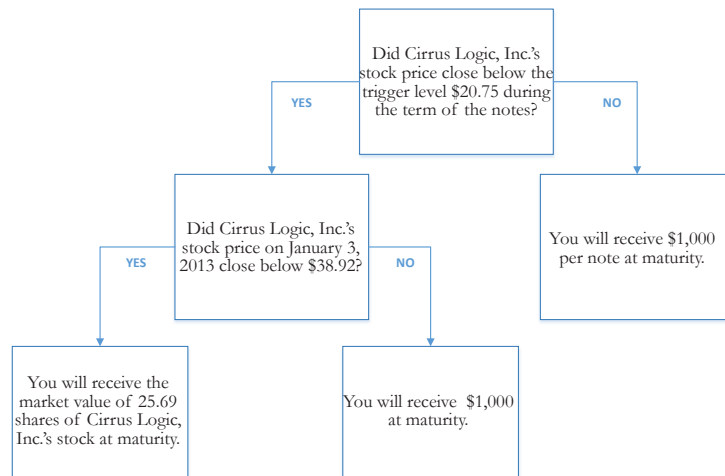 Did Cirrus Logic, Inc.'s
stock price close below the
trigger level $20.75 during
the term of the notes?
YES
NO
Did Cirrus Logic, Inc.'s
stock price on January 3,
2013 close below $38.92?
You will receive $1,000
per note at maturity.
YES
NO
You will receive the
market value of 25.69
shares of Cirrus Logic,
Inc.'s stock at maturity.
You will receive $1,000
at maturity.